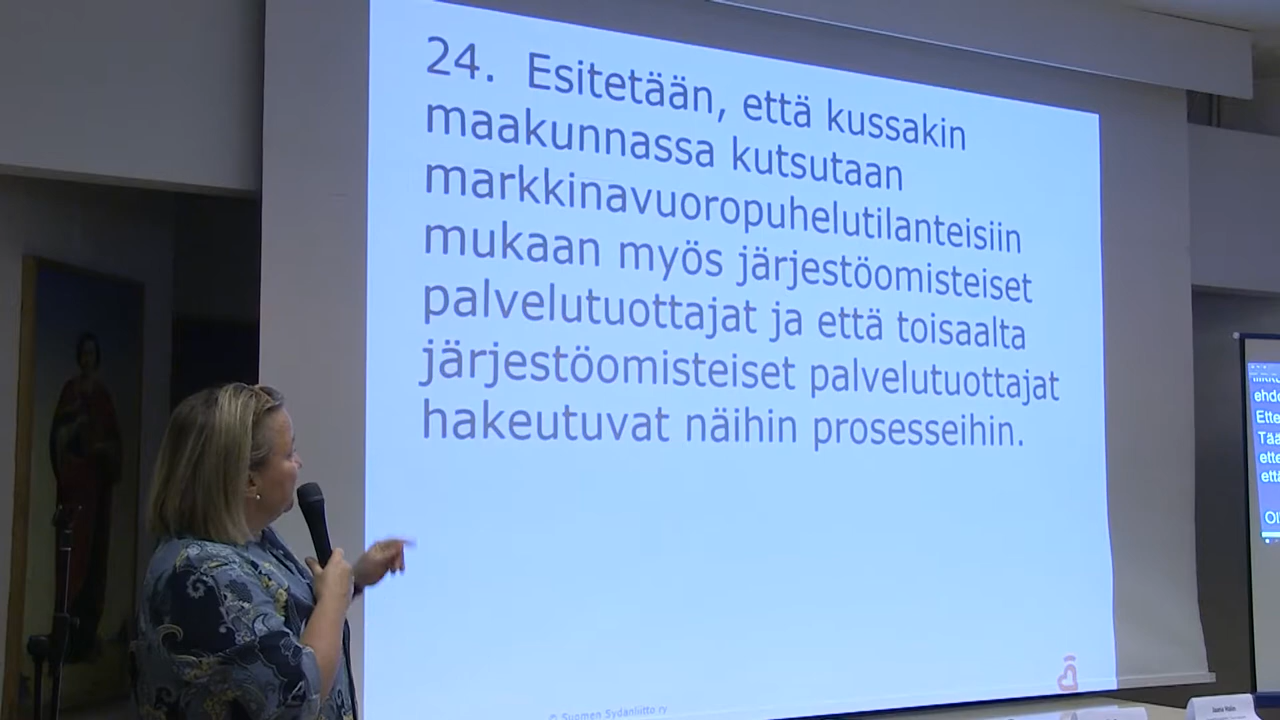 24. Esitetään, että kussakin
maakunnassa kutsutaan
markkinavuoropuhelutilanteisiin
mukaan myös järjestöomisteiset
palvelutuottajat ja että toisaalta
järjestöomisteiset palvelutuottajat
hakeutuvat näihin prosesseihin.
© Suomen Sydänliitto ry